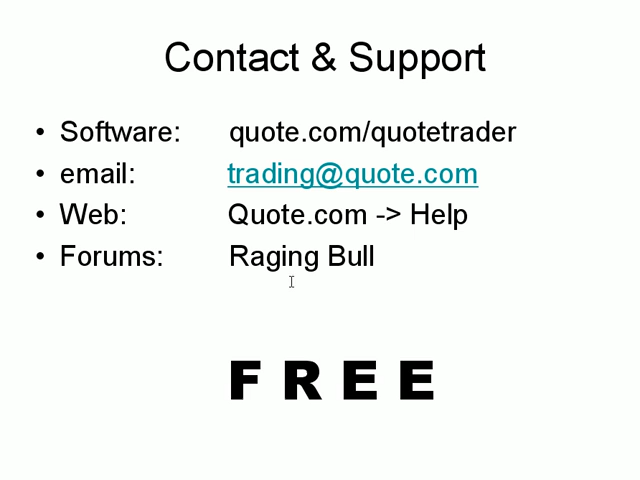 Contact & Support
• Software: quote.com/quotetrader
• email: trading@quote.com
• Web: Quote.com -> Help
• Forums: Raging Bull
F R E E